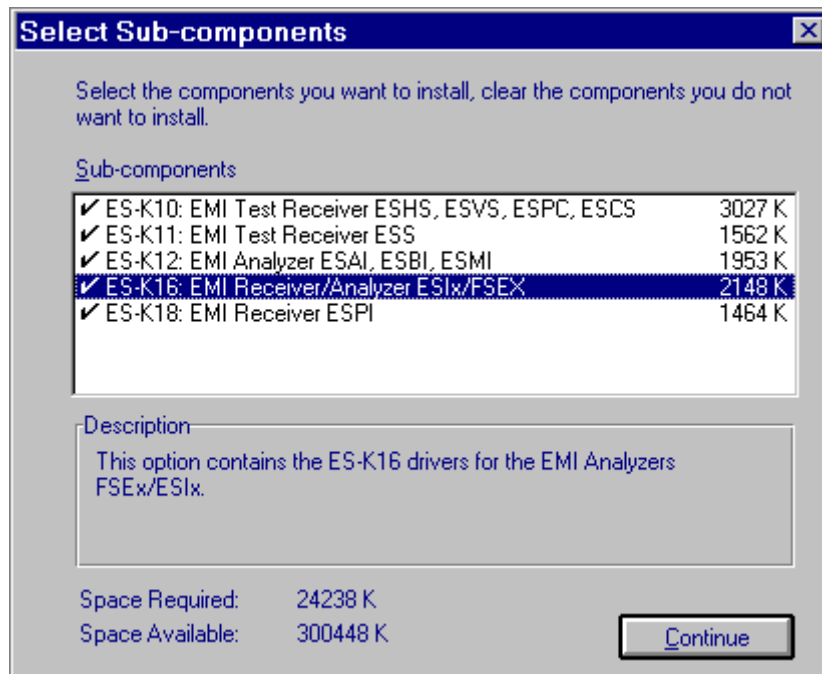 Select Sub-components
Select the components you want to install, clear the components you do not
want to install.
Sub-components
✔ ES-K10: EMI Test Receiver ESHS, ESVS, ESPC, ESCS 3027 K
✔ ES-K11: EMI Test Receiver ESS 1562 K
✔ ES-K12: EMI Analyzer ESAI, ESBI, ESMI 1953 K
✔ ES-K16: EMI Receiver/Analyzer ESIx/FSEX 2148 K
✔ ES-K18: EMI Receiver ESPI 1464 K
Description
This option contains the ES-K16 drivers for the EMI Analyzers
FSEx/ESIx.
Space Required: 24238 K
Space Available: 300448 K
Continue